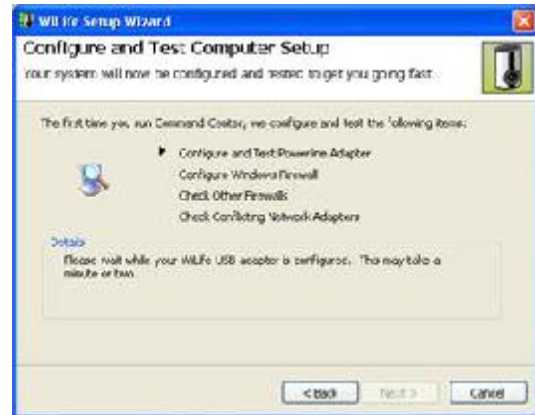 WiLife Setup Wizard
Configure and Test Computer Setup
Your system will now be configured and tested to get you going fast.
The first time you run Command Center, we configure and test the following items:
Configure and Test Powerline Adapter
Configure Windows Firewall
Check Other Firewalls
Check Conflicting Network Adapters
Details
Please wait while your WiLife USB adapter is configured. This may take a
minute or two.
< Back
Next >
Cancel